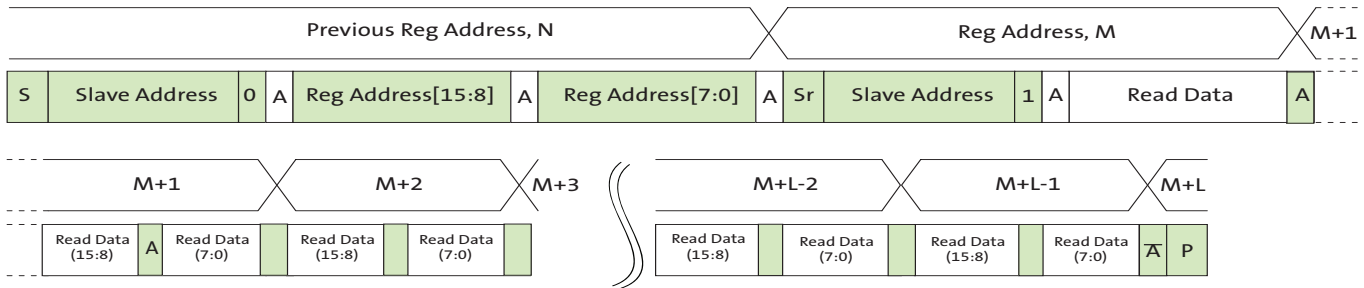 Previous Reg Address, N Reg Address, M M+1
S Slave Address 0 A Reg Address[15:8] A Reg Address[7:0] A Sr Slave Address 1 A Read Data A
M+1 M+2 M+3 M+L-2 M+L-1 M+L
Read Data (15:8) A Read Data (7:0) Read Data (15:8) Read Data (7:0) Read Data (15:8) Read Data (7:0) Read Data (15:8) Read Data (7:0) A̅ P